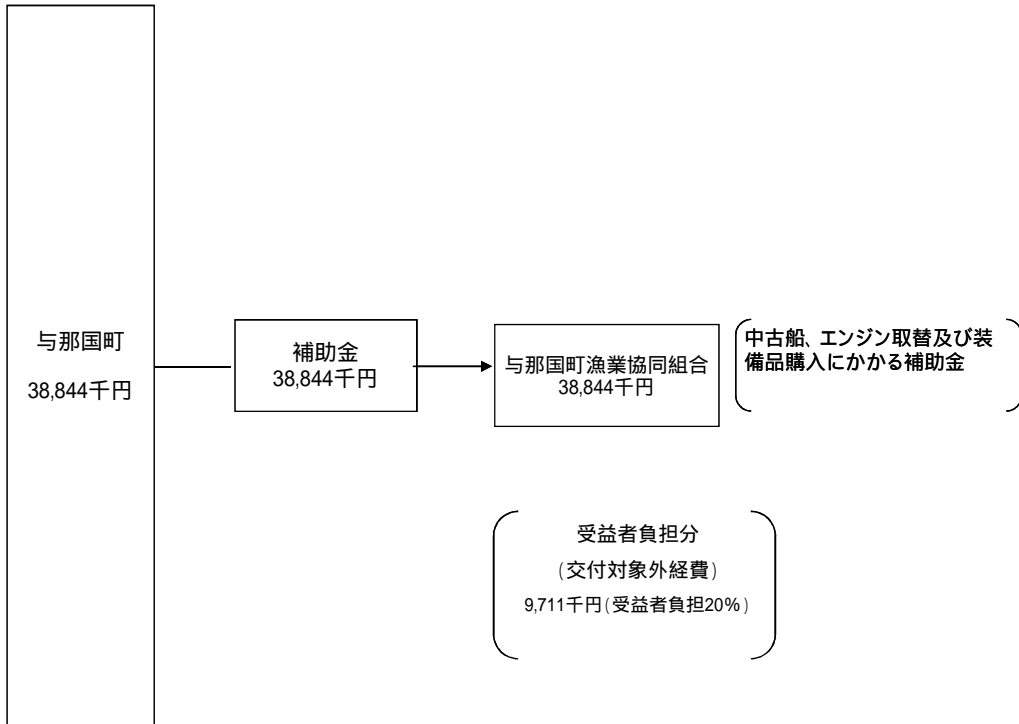 与那国町
38,844千円
補助金
38,844千円
与那国町漁業協同組合
38,844千円
中古船、エンジン取替及び装
備品購入にかかる補助金
受益者負担分
(交付対象外経費)
9,711千円(受益者負担20%)